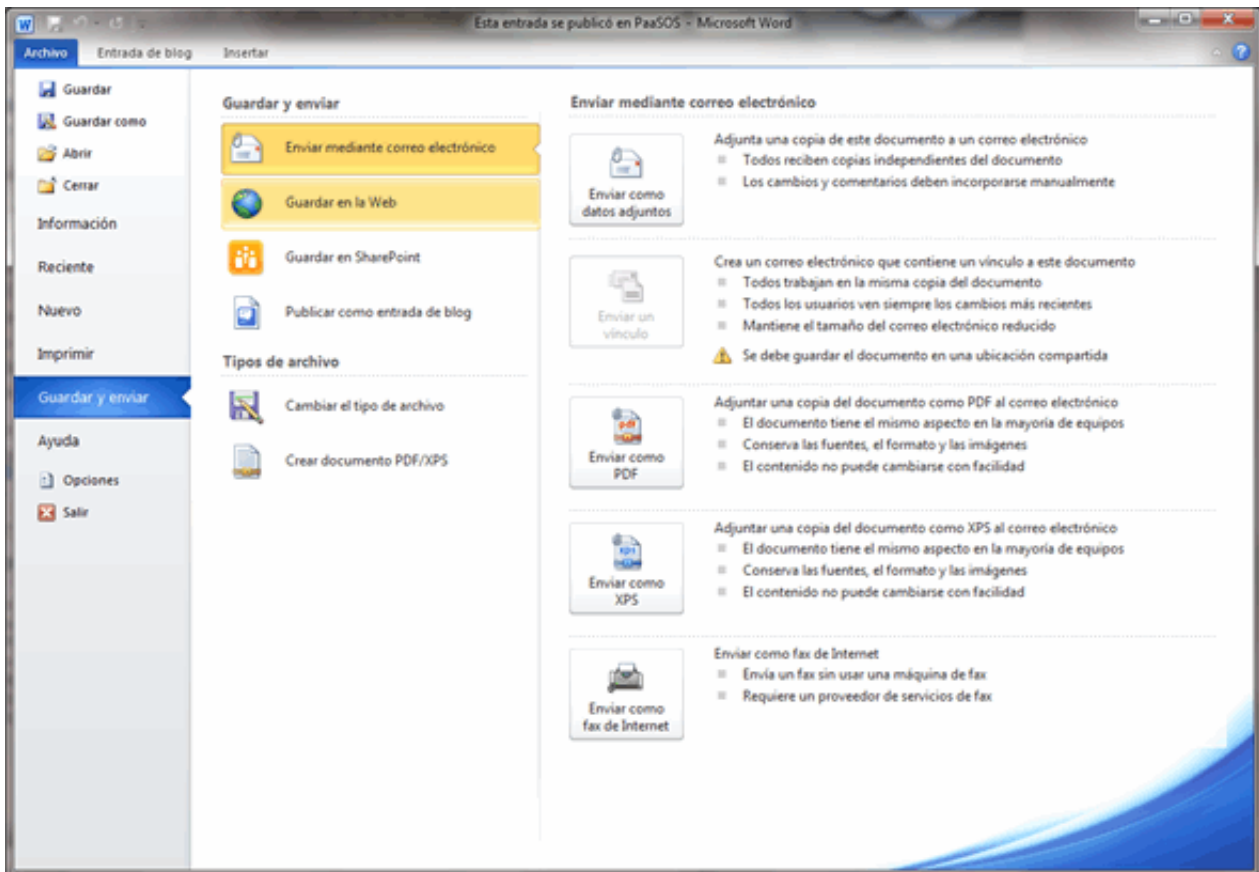 Esta entrada se publicó en PaaSOS - Microsoft Word
Archivo
Entrada de blog
Insertar
Guardar
Guardar como
Abrir
Cerrar
Información
Reciente
Nuevo
Imprimir
Guardar y enviar
Ayuda
Opciones
Salir
Guardar y enviar
Enviar mediante correo electrónico
Guardar en la Web
Guardar en SharePoint
Publicar como entrada de blog
Tipos de archivo
Cambiar el tipo de archivo
Crear documento PDF/XPS
Enviar mediante correo electrónico
Enviar como
datos adjuntos
Adjunta una copia de este documento a un correo electrónico
Todos reciben copias independientes del documento
Los cambios y comentarios deben incorporarse manualmente
Enviar un
vínculo
Crea un correo electrónico que contiene un vínculo a este documento
Todos trabajan en la misma copia del documento
Todos los usuarios ven siempre los cambios más recientes
Mantiene el tamaño del correo electrónico reducido
Se debe guardar el documento en una ubicación compartida
pdf
Enviar como
PDF
Adjuntar una copia del documento como PDF al correo electrónico
El documento tiene el mismo aspecto en la mayoría de equipos
Conserva las fuentes, el formato y las imágenes
El contenido no puede cambiarse con facilidad
xps
Enviar como
XPS
Adjuntar una copia del documento como XPS al correo electrónico
El documento tiene el mismo aspecto en la mayoría de equipos
Conserva las fuentes, el formato y las imágenes
El contenido no puede cambiarse con facilidad
Enviar como
fax de Internet
Enviar como fax de Internet
Envía un fax sin usar una máquina de fax
Requiere un proveedor de servicios de fax